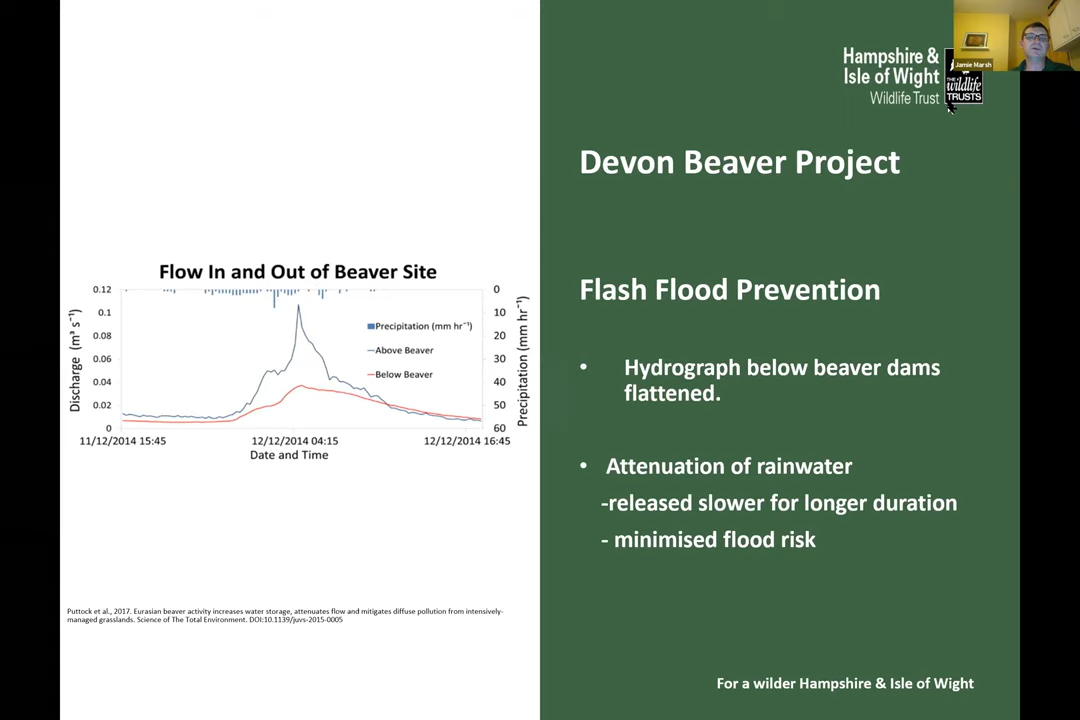 Jamie Marsh
Hampshire &
Isle of Wight
Wildlife Trust
THE
wildlife
TRUSTS
Devon Beaver Project
Flow In and Out of Beaver Site
0.12
0.1
0.08
0.06
0.04
0.02
0
Discharge (m³ s⁻¹)
0
10
20
30
40
50
60
Precipitation (mm hr⁻¹)
Precipitation (mm hr⁻¹)
Above Beaver
Below Beaver
11/12/2014 15:45
12/12/2014 04:15
12/12/2014 16:45
Date and Time
Flash Flood Prevention
• Hydrograph below beaver dams
flattened.
• Attenuation of rainwater
-released slower for longer duration
- minimised flood risk
Puttock et al., 2017. Eurasian beaver activity increases water storage, attenuates flow and mitigates diffuse pollution from intensively-
managed grasslands. Science of The Total Environment. DOI:10.1139/juvs-2015-0005
For a wilder Hampshire & Isle of Wight